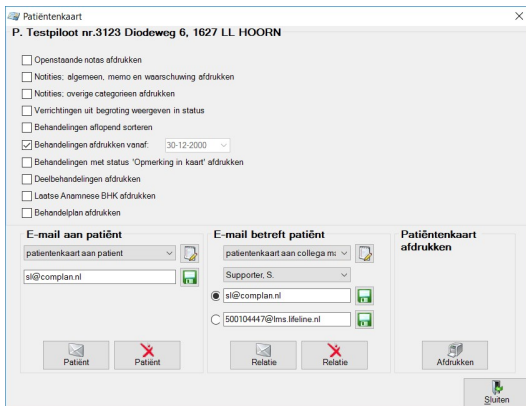 Patiëntenkaart
P. Testpiloot nr.3123 Diodeweg 6, 1627 LL HOORN
Openstaande notas afdrukken
Notities; algemeen, memo en waarschuwing afdrukken
Notities; overige categorieen afdrukken
Verrichtingen uit begroting weergeven in status
Behandelingen aflopend sorteren
Behandelingen afdrukken vanaf: 30-12-2000
Behandelingen met status 'Opmerking in kaart' afdrukken
Deelbehandelingen afdrukken
Laatse Anamnese BHK afdrukken
Behandelplan afdrukken
E-mail aan patiënt
patientenkaart aan patient
sl@complan.nl
Patiënt Patiënt
E-mail betreft patiënt
patientenkaart aan collega ma
Supporter, S.
sl@complan.nl
500104447@lms.lifeline.nl
Relatie Relatie
Patiëntenkaart
afdrukken
Afdrukken
Sluiten